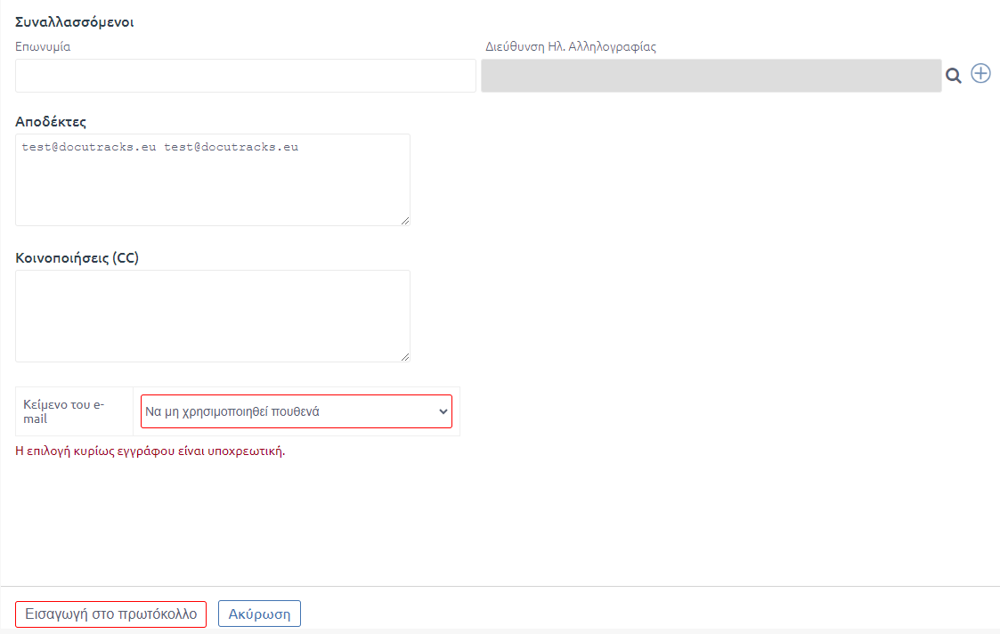 Συναλλασσόμενοι
Επωνυμία
Διεύθυνση Ηλ. Αλληλογραφίας
Αποδέκτες
test@docutracks.eu test@docutracks.eu
Κοινοποιήσεις (CC)
Κείμενο του e-
mail
Να μη χρησιμοποιηθεί πουθενά
Η επιλογή κυρίως εγγράφου είναι υποχρεωτική.
Εισαγωγή στο πρωτόκολλο
Ακύρωση